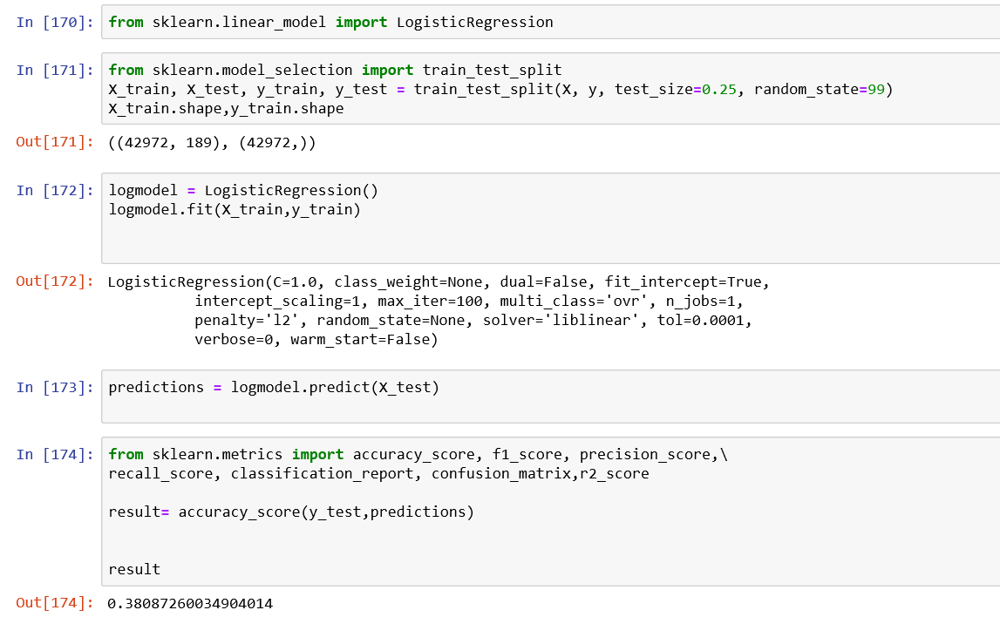 In [170]: from sklearn.linear_model import LogisticRegression
In [171]: from sklearn.model_selection import train_test_split
X_train, X_test, y_train, y_test = train_test_split(X, y, test_size=0.25, random_state=99)
X_train.shape,y_train.shape
Out[171]: ((42972, 189), (42972,))
In [172]: logmodel = LogisticRegression()
logmodel.fit(X_train,y_train)
Out[172]: LogisticRegression(C=1.0, class_weight=None, dual=False, fit_intercept=True,
intercept_scaling=1, max_iter=100, multi_class='ovr', n_jobs=1,
penalty='l2', random_state=None, solver='liblinear', tol=0.0001,
verbose=0, warm_start=False)
In [173]: predictions = logmodel.predict(X_test)
In [174]: from sklearn.metrics import accuracy_score, f1_score, precision_score,\
recall_score, classification_report, confusion_matrix,r2_score
result= accuracy_score(y_test,predictions)
result
Out[174]: 0.38087260034904014